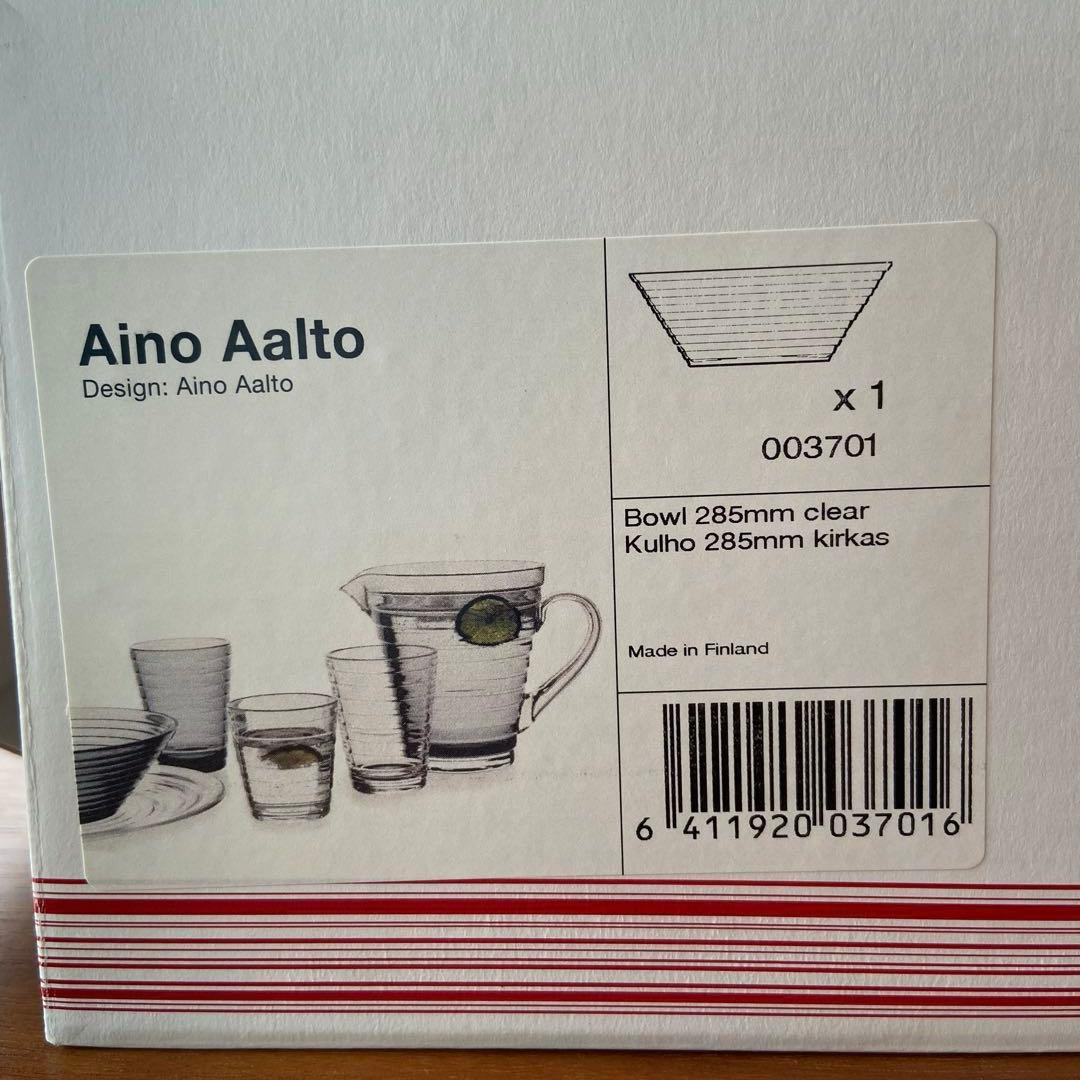 Aino Aalto
Design: Aino Aalto
x 1
003701
Bowl 285mm clear
Kulho 285mm kirkas
Made in Finland
6 411920 037016